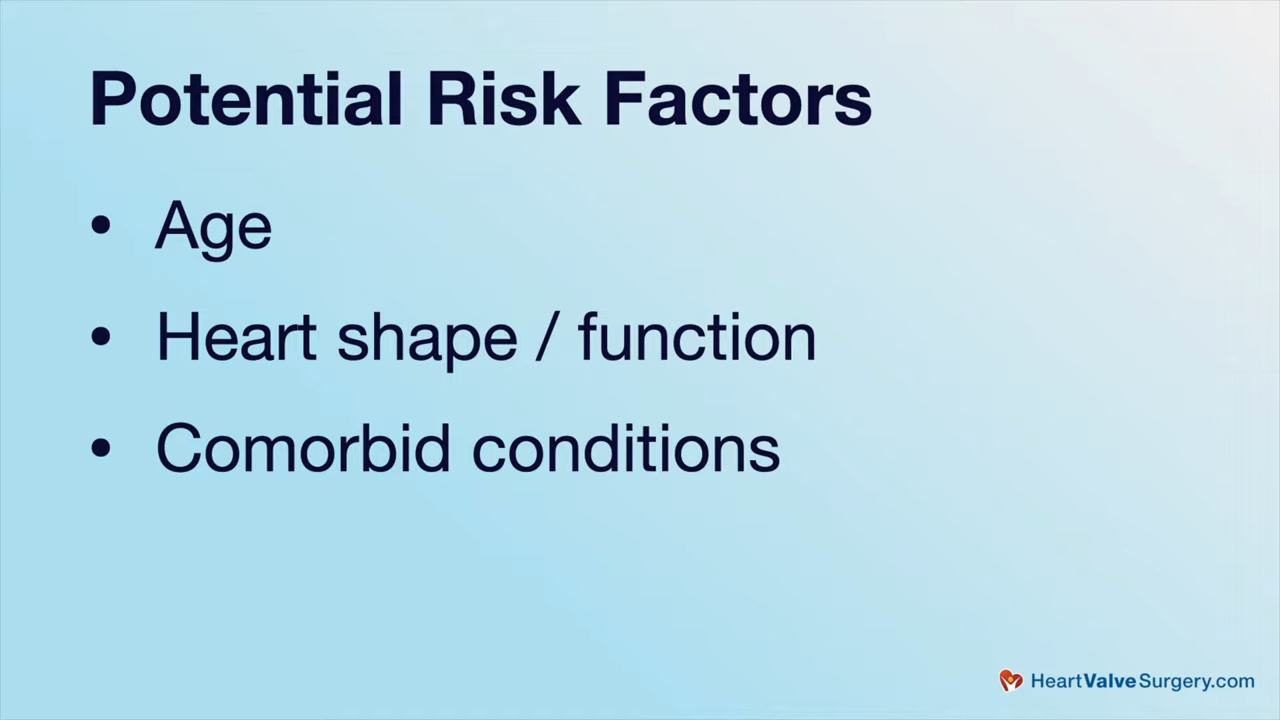 Potential Risk Factors
• Age
• Heart shape / function
• Comorbid conditions
HeartValveSurgery.com